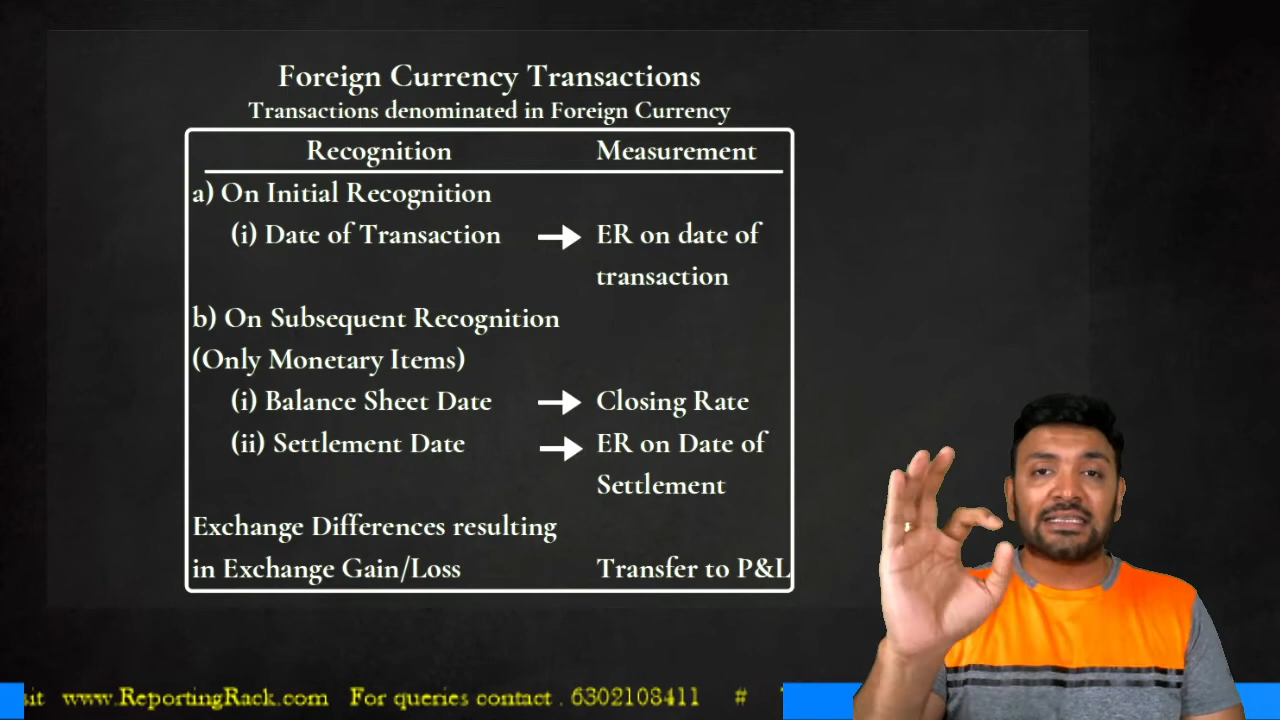 Foreign Currency Transactions
Transactions denominated in Foreign Currency
Recognition Measurement
a) On Initial Recognition
(i) Date of Transaction → ER on date of
transaction
b) On Subsequent Recognition
(Only Monetary Items)
(i) Balance Sheet Date → Closing Rate
(ii) Settlement Date → ER on Date of
Settlement
Exchange Differences resulting
in Exchange Gain/Loss Transfer to P&L
www.ReportingRack.com For queries contact . 6302108411 #